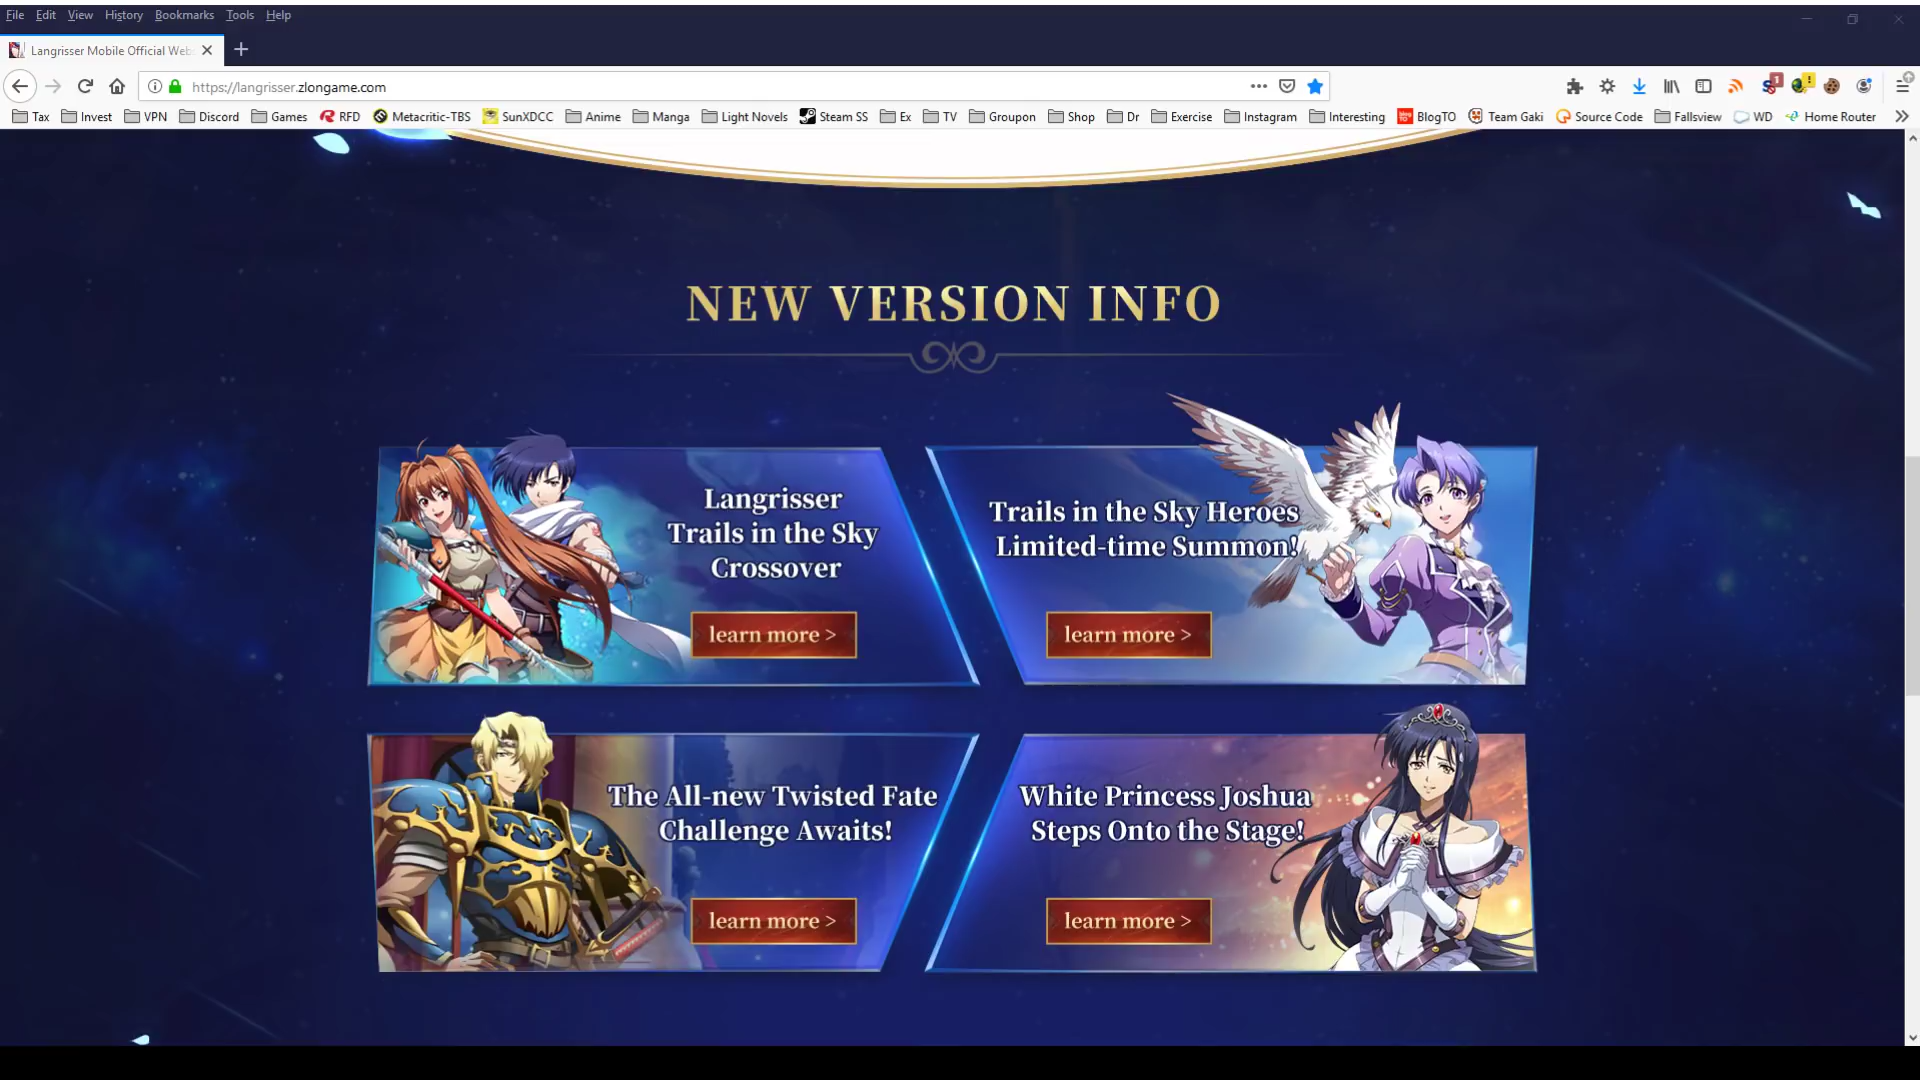 File Edit View History Bookmarks Tools Help
Langrisser Mobile Official Web
https://langrisser.zlongame.com
1
Tax Invest VPN Discord Games RFD Metacritic-TBS SunXDCC Anime Manga Light Novels Steam SS Ex TV Groupon Shop Dr Exercise Instagram Interesting BlogTO Team Gaki Source Code Fallsview WD Home Router
NEW VERSION INFO
Langrisser
Trails in the Sky
Crossover
learn more >
Trails in the Sky Heroes
Limited-time Summon!
learn more >
The All-new Twisted Fate
Challenge Awaits!
learn more >
White Princess Joshua
Steps Onto the Stage!
learn more >